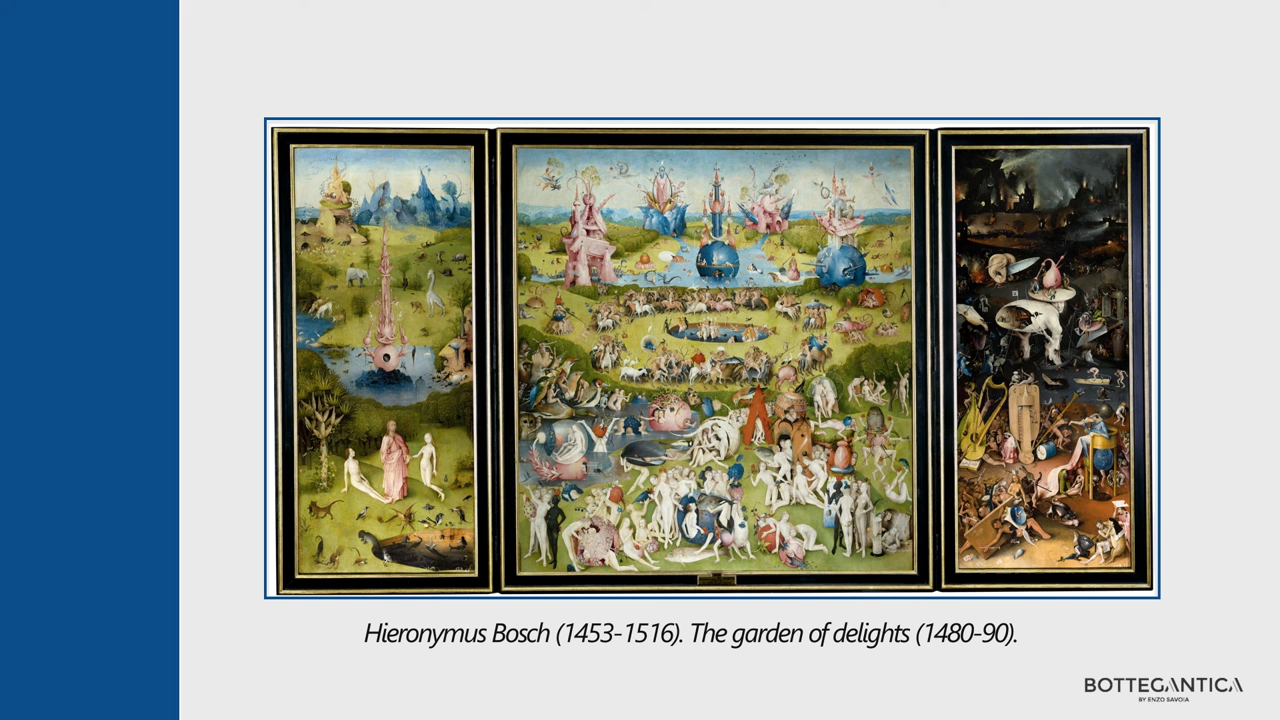 Hieronymus Bosch (1453-1516). The garden of delights (1480-90).
BOTTEGANTICA
BY ENZO SAVOIA